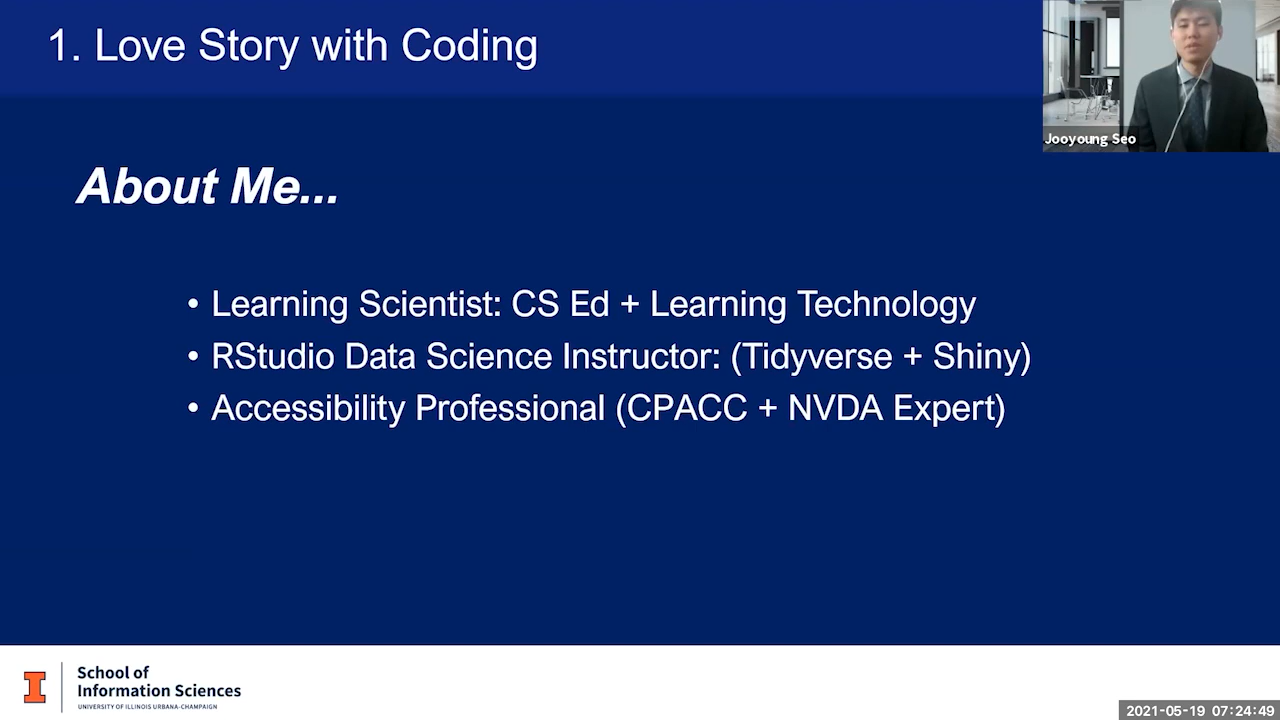 1. Love Story with Coding
Jooyoung Seo
About Me...
• Learning Scientist: CS Ed + Learning Technology
• RStudio Data Science Instructor: (Tidyverse + Shiny)
• Accessibility Professional (CPACC + NVDA Expert)
I
School of
Information Sciences
UNIVERSITY OF ILLINOIS URBANA-CHAMPAIGN
2021-05-19 07:24:49